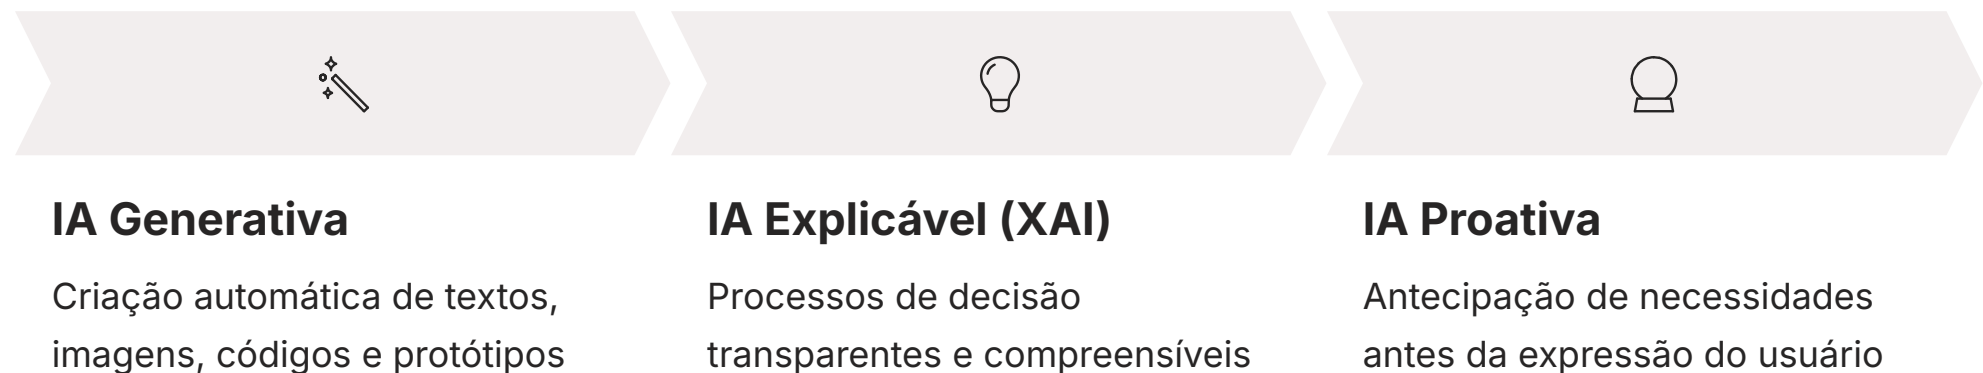 IA Generativa
Criação automática de textos,
imagens, códigos e protótipos
IA Explicável (XAI)
Processos de decisão
transparentes e compreensíveis
IA Proativa
Antecipação de necessidades
antes da expressão do usuário